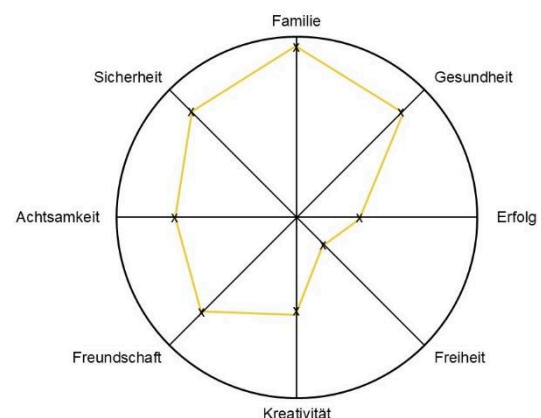 Familie
Sicherheit
Gesundheit
Achtsamkeit
Erfolg
Freundschaft
Freiheit
Kreativität